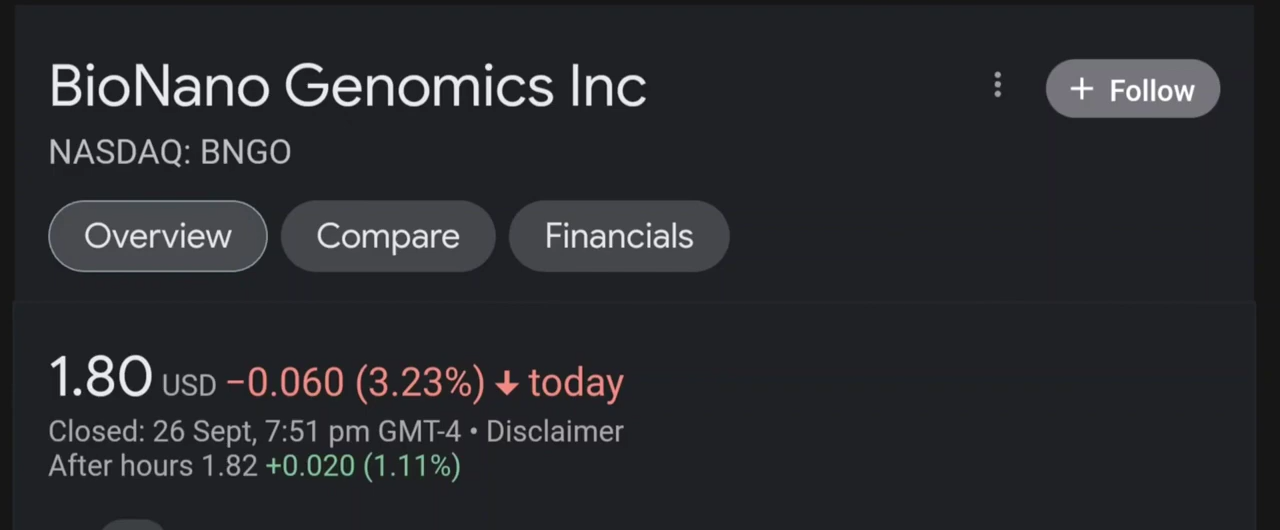 BioNano Genomics Inc
+ Follow
NASDAQ: BNGO
Overview
Compare
Financials
1.80 USD −0.060 (3.23%) ↓ today
Closed: 26 Sept, 7:51 pm GMT-4 • Disclaimer
After hours 1.82 +0.020 (1.11%)